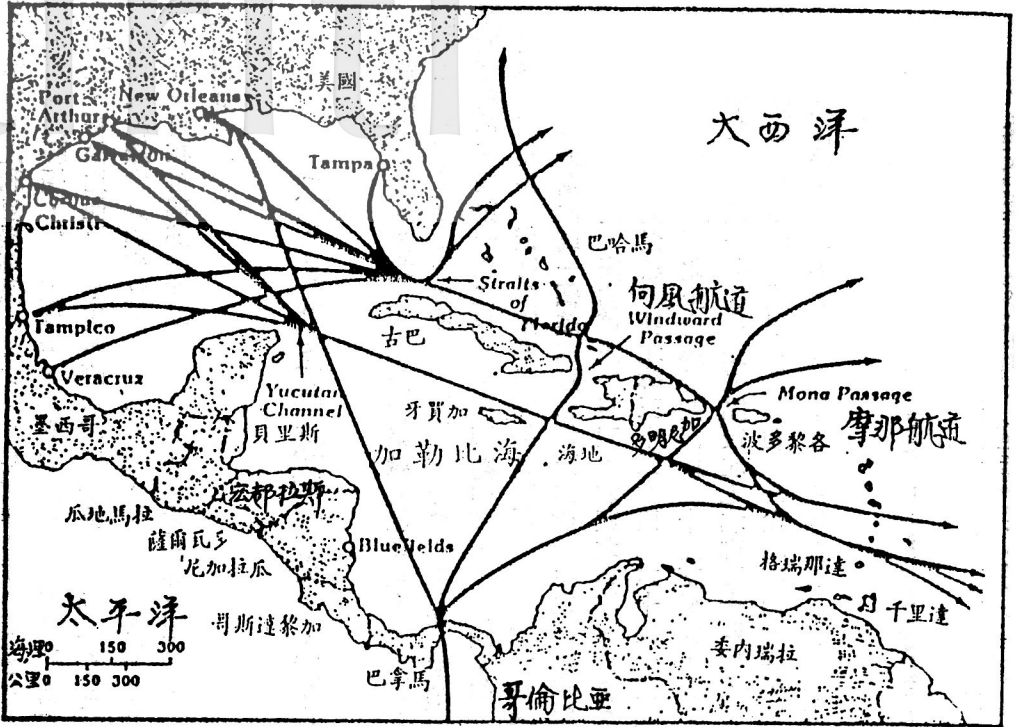 美國
Port
Arthur
New Orleans
Galveston
Tampa
Christi
大西洋
巴哈馬
Straits
of
Florida
向風航道
Windward
Passage
古巴
Tampico
Veracruz
Yucutan
Channel
貝里斯
墨西哥
牙買加
加勒比海
海地
多明尼加
Mona Passage
摩那航道
波多黎各
宏都拉斯
瓜地馬拉
薩爾瓦多
尼加拉瓜
Bluefields
格瑞那達
千里達
太平洋
哥斯達黎加
海哩 0 150 300
公里 0 150 300
巴拿馬
委內瑞拉
哥倫比亞